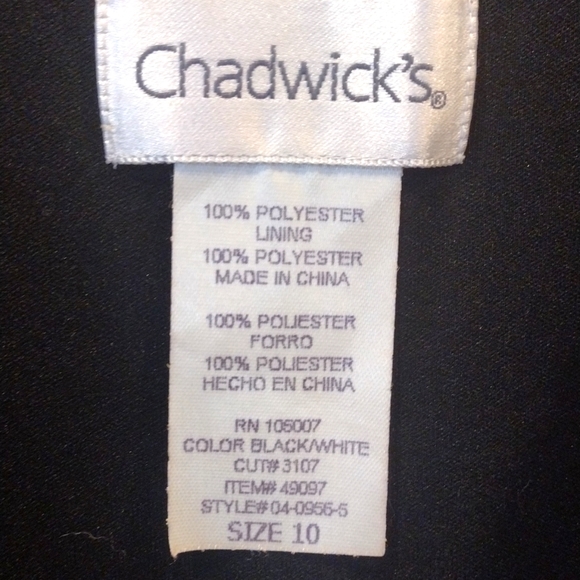 Chadwick's®
100% POLYESTER
LINING
100% POLYESTER
MADE IN CHINA
100% POLIESTER
FORRO
100% POLIESTER
HECHO EN CHINA
RN 105007
COLOR BLACK/WHITE
CUT# 3107
ITEM# 49097
STYLE# 04-0955-5
SIZE 10